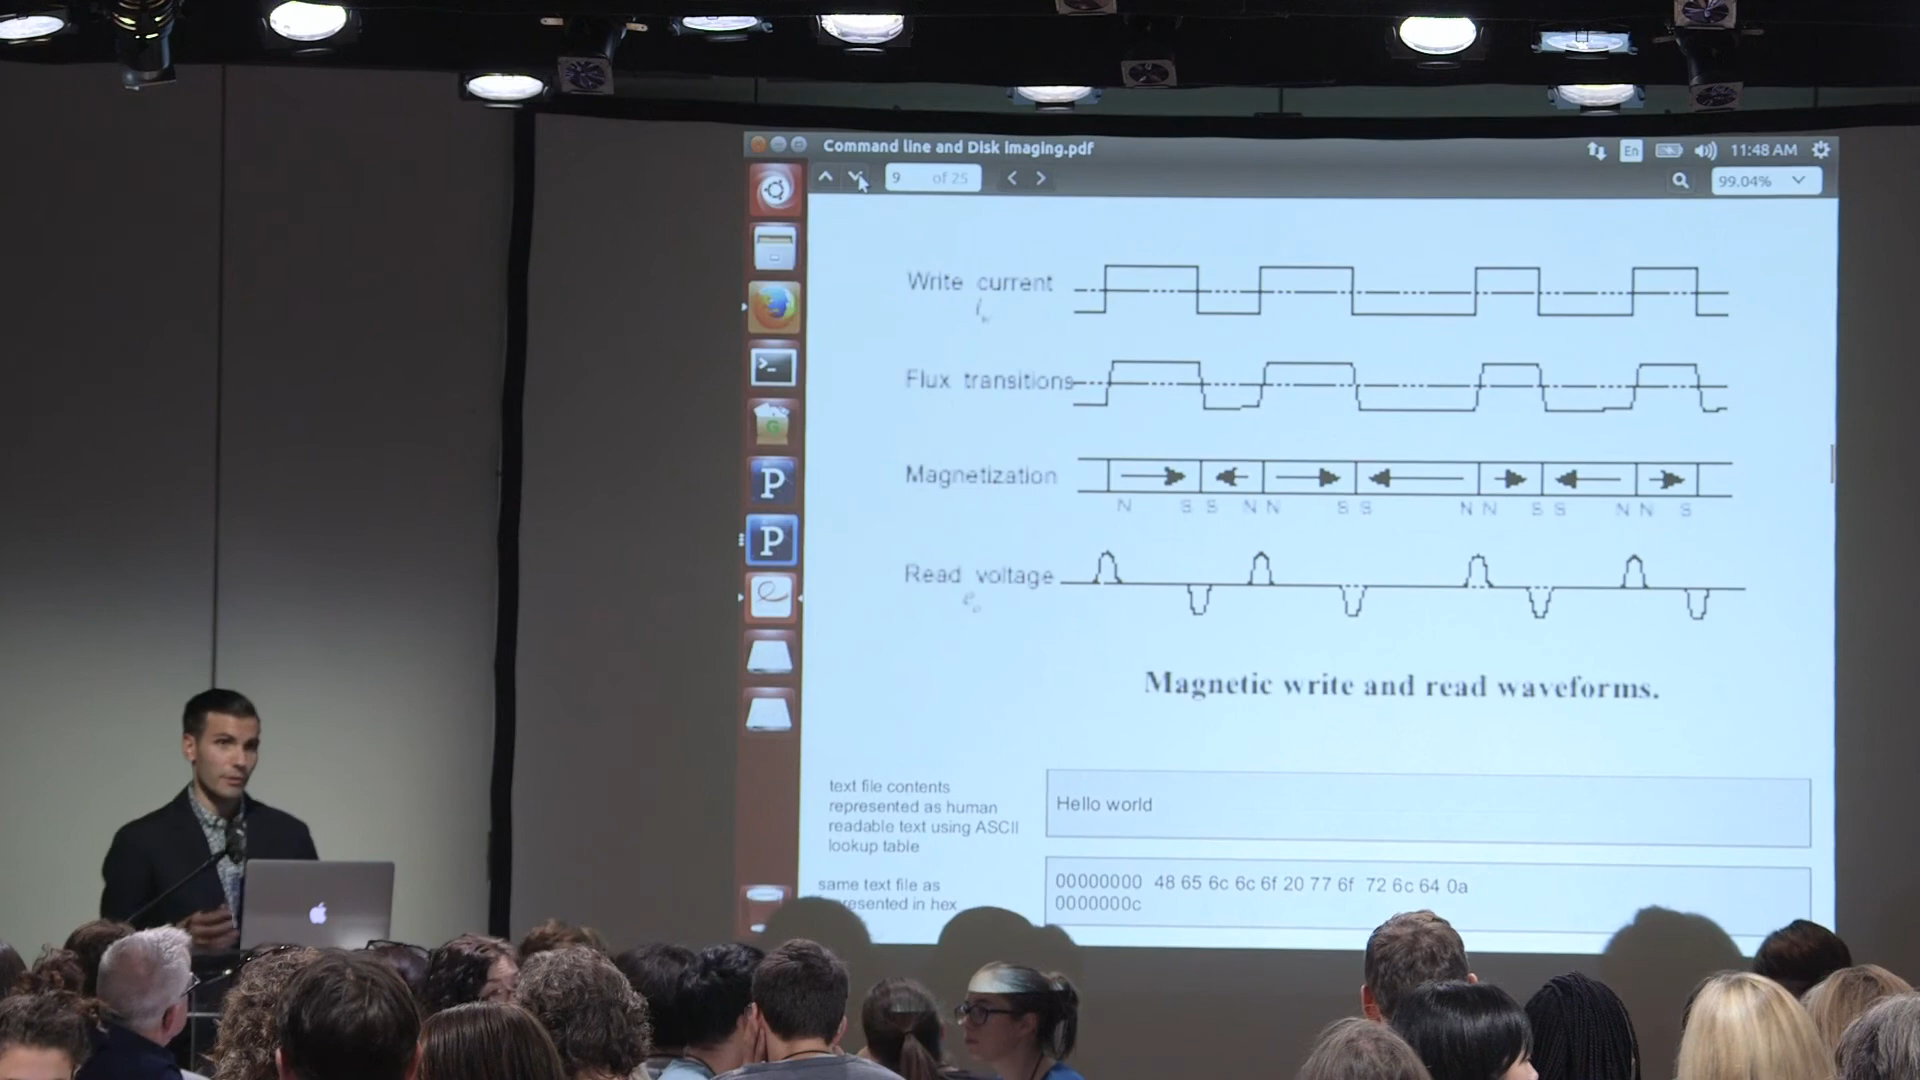 Command line and Disk Imaging.pdf
En
11:48 AM
9 of 25
99.04%
Write current
Flux transitions
Magnetization
N S S N N S S N N S S N N S
Read voltage
Magnetic write and read waveforms.
text file contents
represented as human
readable text using ASCII
lookup table
Hello world
same text file as
in hex
00000000 48 65 6c 6c 6f 20 77 6f 72 6c 64 0a
0000000c
P
P